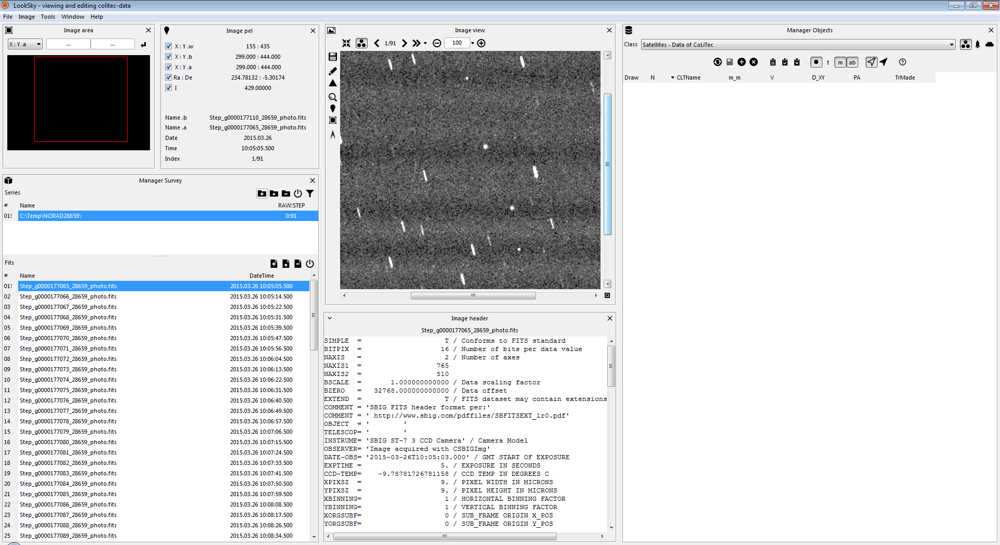 LookSky - viewing and editing colitec-data
File Image Tools Window Help
Image area
X : Y .a ... ...
Image pel
X : Y .w 155 : 435
X : Y .b 299.000 : 444.000
X : Y .a 299.000 : 444.000
Ra : De 234.78132 : -5.30174
I 429.00000
Name .b Step_g0000177110_28659_photo.fits
Name .a Step_g0000177065_28659_photo.fits
Date 2015.03.26
Time 10:05:05.500
Index 1/91
Manager Survey
Series
# Name RAW:STEP
01! C:\Temp\NORAD28659\ 0:91
Fits
# Name DateTime
01! Step_g0000177065_28659_photo.fits 2015.03.26 10:05:05.500
02 Step_g0000177066_28659_photo.fits 2015.03.26 10:05:14.500
03 Step_g0000177067_28659_photo.fits 2015.03.26 10:05:22.500
04 Step_g0000177068_28659_photo.fits 2015.03.26 10:05:31.500
05 Step_g0000177069_28659_photo.fits 2015.03.26 10:05:39.500
06 Step_g0000177070_28659_photo.fits 2015.03.26 10:05:47.500
07 Step_g0000177071_28659_photo.fits 2015.03.26 10:05:56.500
08 Step_g0000177072_28659_photo.fits 2015.03.26 10:06:04.500
09 Step_g0000177073_28659_photo.fits 2015.03.26 10:06:13.500
10 Step_g0000177074_28659_photo.fits 2015.03.26 10:06:22.500
11 Step_g0000177075_28659_photo.fits 2015.03.26 10:06:31.500
12 Step_g0000177076_28659_photo.fits 2015.03.26 10:06:40.500
13 Step_g0000177077_28659_photo.fits 2015.03.26 10:06:49.500
14 Step_g0000177078_28659_photo.fits 2015.03.26 10:06:57.500
15 Step_g0000177079_28659_photo.fits 2015.03.26 10:07:06.500
16 Step_g0000177080_28659_photo.fits 2015.03.26 10:07:15.500
17 Step_g0000177081_28659_photo.fits 2015.03.26 10:07:24.500
18 Step_g0000177082_28659_photo.fits 2015.03.26 10:07:33.500
19 Step_g0000177083_28659_photo.fits 2015.03.26 10:07:41.500
20 Step_g0000177084_28659_photo.fits 2015.03.26 10:07:50.500
21 Step_g0000177085_28659_photo.fits 2015.03.26 10:07:59.500
22 Step_g0000177086_28659_photo.fits 2015.03.26 10:08:08.500
23 Step_g0000177087_28659_photo.fits 2015.03.26 10:08:17.500
24 Step_g0000177088_28659_photo.fits 2015.03.26 10:08:26.500
25 Step_g0000177089_28659_photo.fits 2015.03.26 10:08:34.500
Image view
1/91 100
Image header
Step_g0000177065_28659_photo.fits
SIMPLE = T / Conforms to FITS standard
BITPIX = 16 / Number of bits per data value
NAXIS = 2 / Number of axes
NAXIS1 = 765
NAXIS2 = 510
BSCALE = 1.000000000000 / Data scaling factor
BZERO = 32768.000000000000 / Data offset
EXTEND = T / FITS dataset may contain extensions
COMMENT = 'SBIG FITS header format per:'
COMMENT = ' http://www.sbig.com/pdffiles/SBFITSEXT_1r0.pdf'
OBJECT = ' '
TELESCOP= ' '
INSTRUME= 'SBIG ST-7 3 CCD Camera' / Camera Model
OBSERVER= 'Image acquired with CSBIGImg'
DATE-OBS= '2015-03-26T10:05:03.000' / GMT START OF EXPOSURE
EXPTIME = 5. / EXPOSURE IN SECONDS
CCD-TEMP= -9.78781726781158 / CCD TEMP IN DEGREES C
XPIXSZ = 9. / PIXEL WIDTH IN MICRONS
YPIXSZ = 9. / PIXEL HEIGHT IN MICRONS
XBINNING= 1 / HORIZONTAL BINNING FACTOR
YBINNING= 1 / VERTICAL BINNING FACTOR
XORGSUBF= 0 / SUB_FRAME ORIGIN X_POS
YORGSUBF= 0 / SUB_FRAME ORIGIN Y_POS
Manager Objects
Class Satellites - Data of CoLiTec
t m ab
Draw N CLTName m_m V D_XY PA TrMade